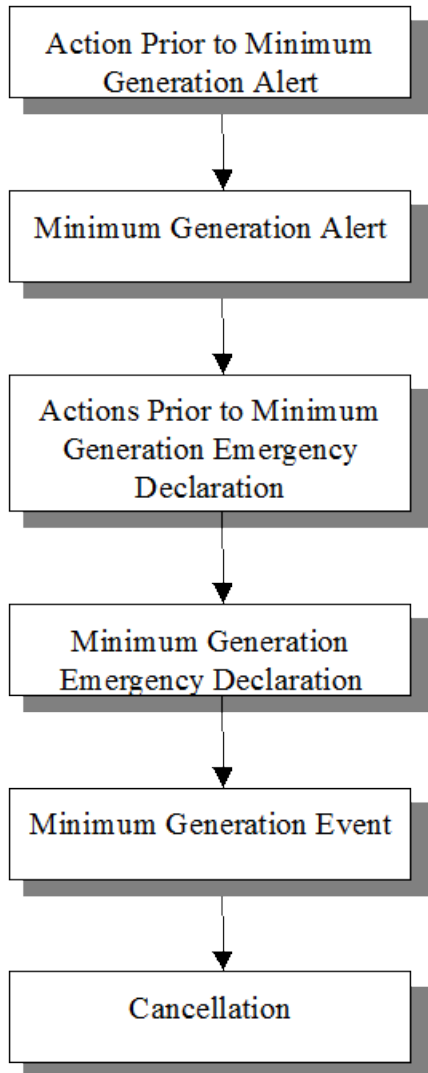 Action Prior to Minimum
Generation Alert
Minimum Generation Alert
Actions Prior to Minimum
Generation Emergency
Declaration
Minimum Generation
Emergency Declaration
Minimum Generation Event
Cancellation